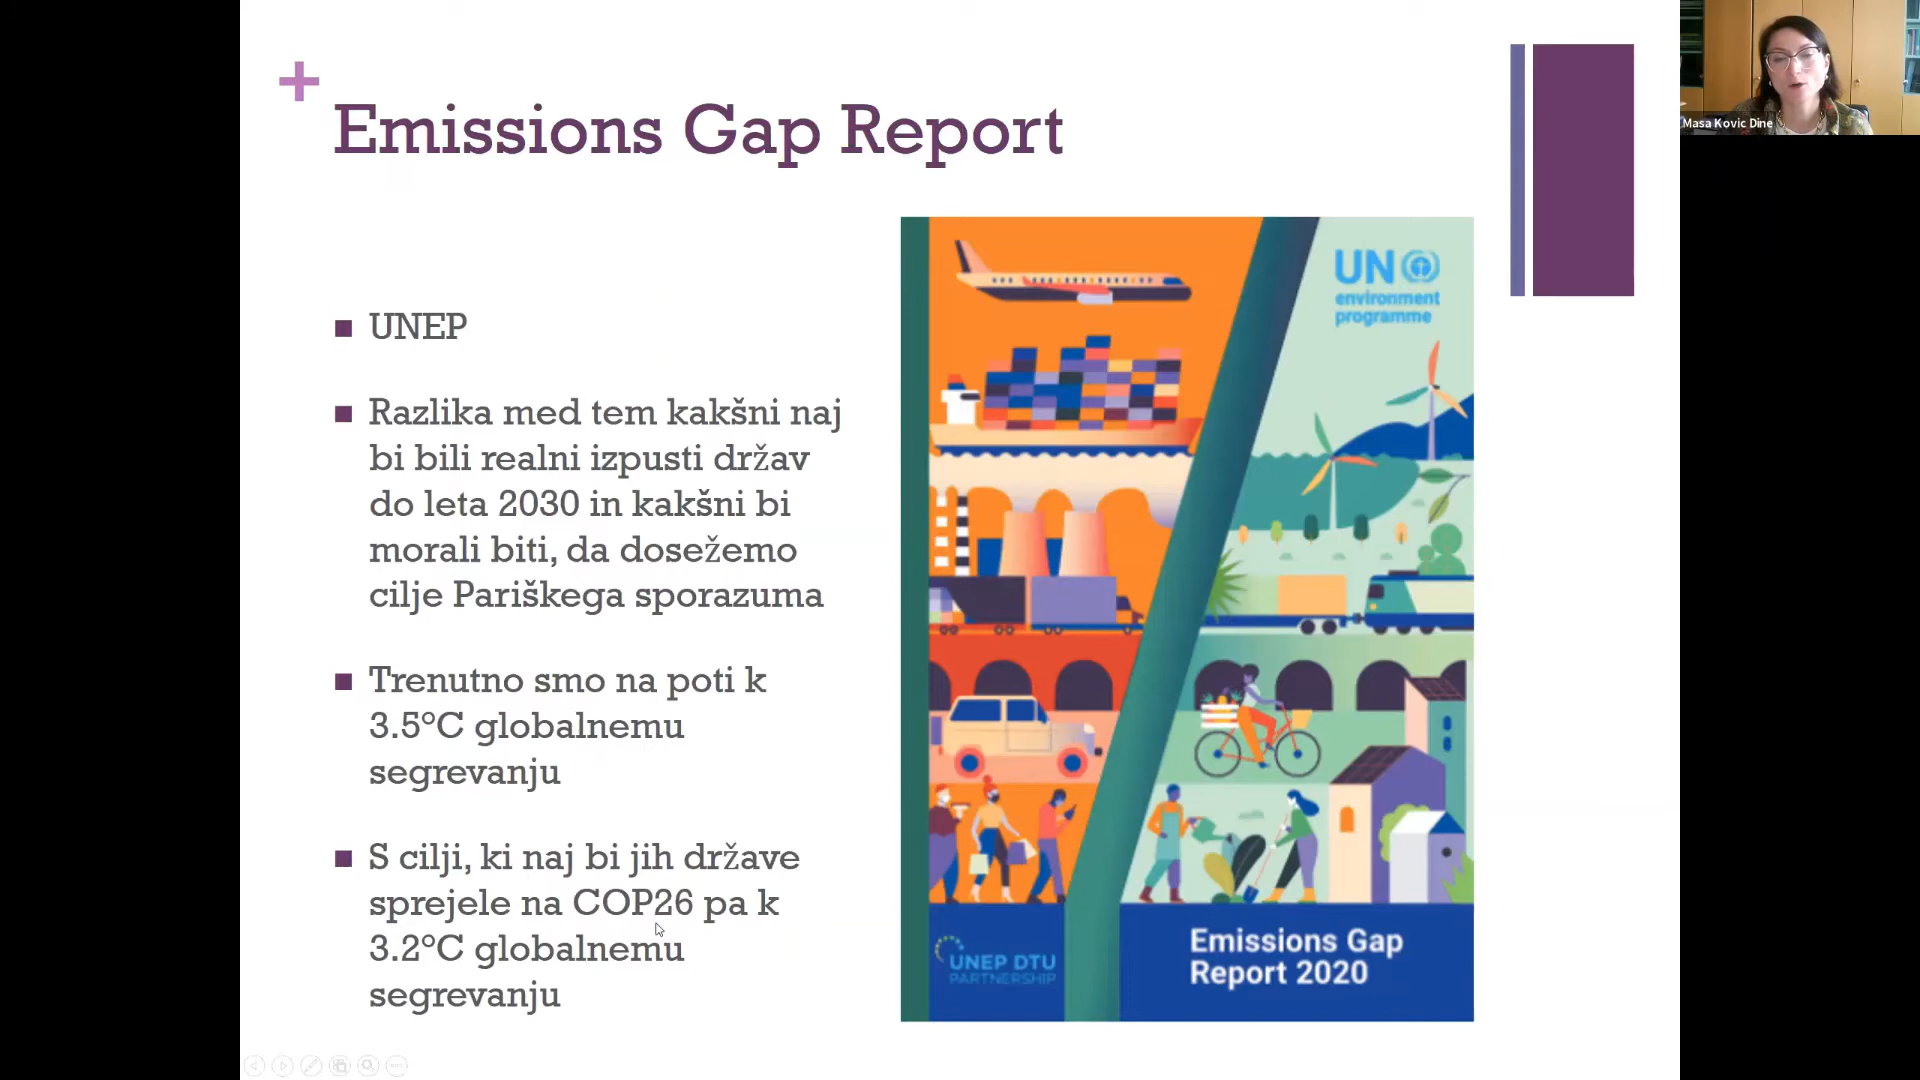 Emissions Gap Report
UNEP
Razlika med tem kakšni naj
bi bili realni izpusti držav
do leta 2030 in kakšni bi
morali biti, da dosežemo
cilje Pariškega sporazuma
Trenutno smo na poti k
3.5°C globalnemu
segrevanju
S cilji, ki naj bi jih države
sprejele na COP26 pa k
3.2°C globalnemu
segrevanju
UN
environment
programme
UNEP DTU
PARTNERSHIP
Emissions Gap
Report 2020
Masa Kovic Dine